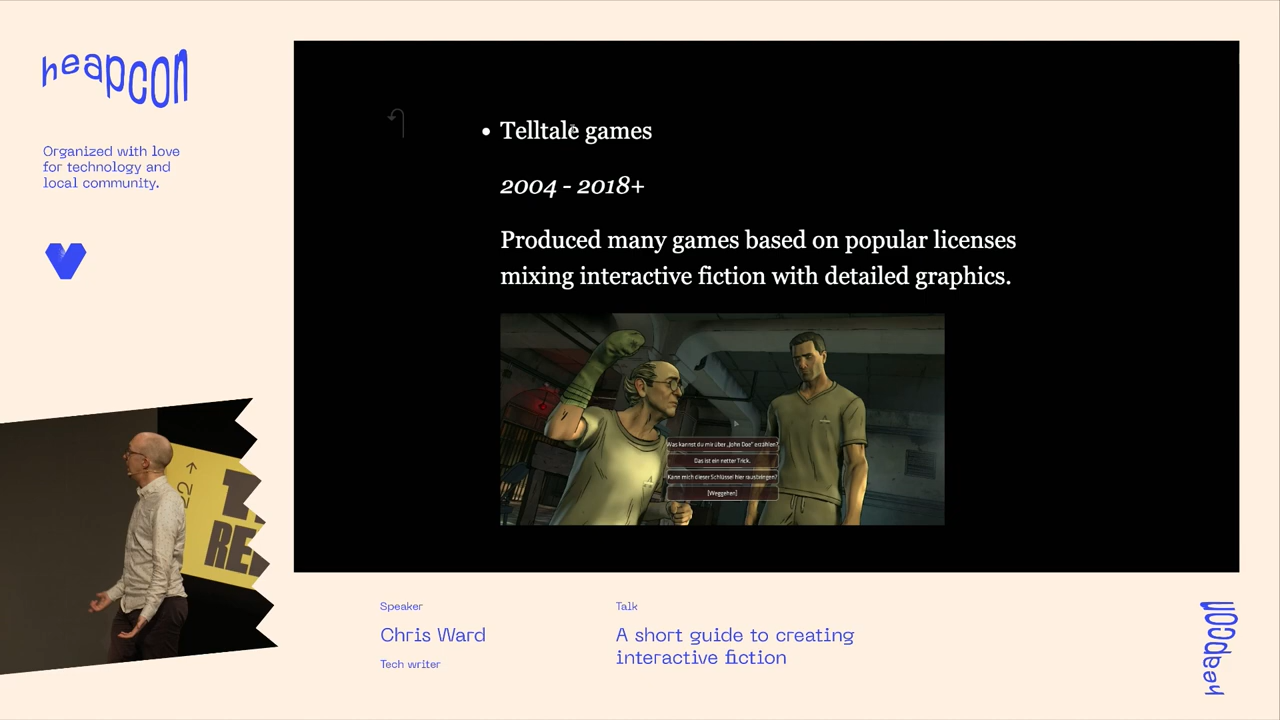 heapcon
Organized with love
for technology and
local community.
• Telltale games
2004 - 2018+
Produced many games based on popular licenses
mixing interactive fiction with detailed graphics.
Was kannst du mir über „John Doe" erzählen?
Das ist ein netter Trick.
Kann mich dieser Schlüssel hier rausbringen?
[Weggehen]
Speaker
Chris Ward
Tech writer
Talk
A short guide to creating
interactive fiction
heapcon